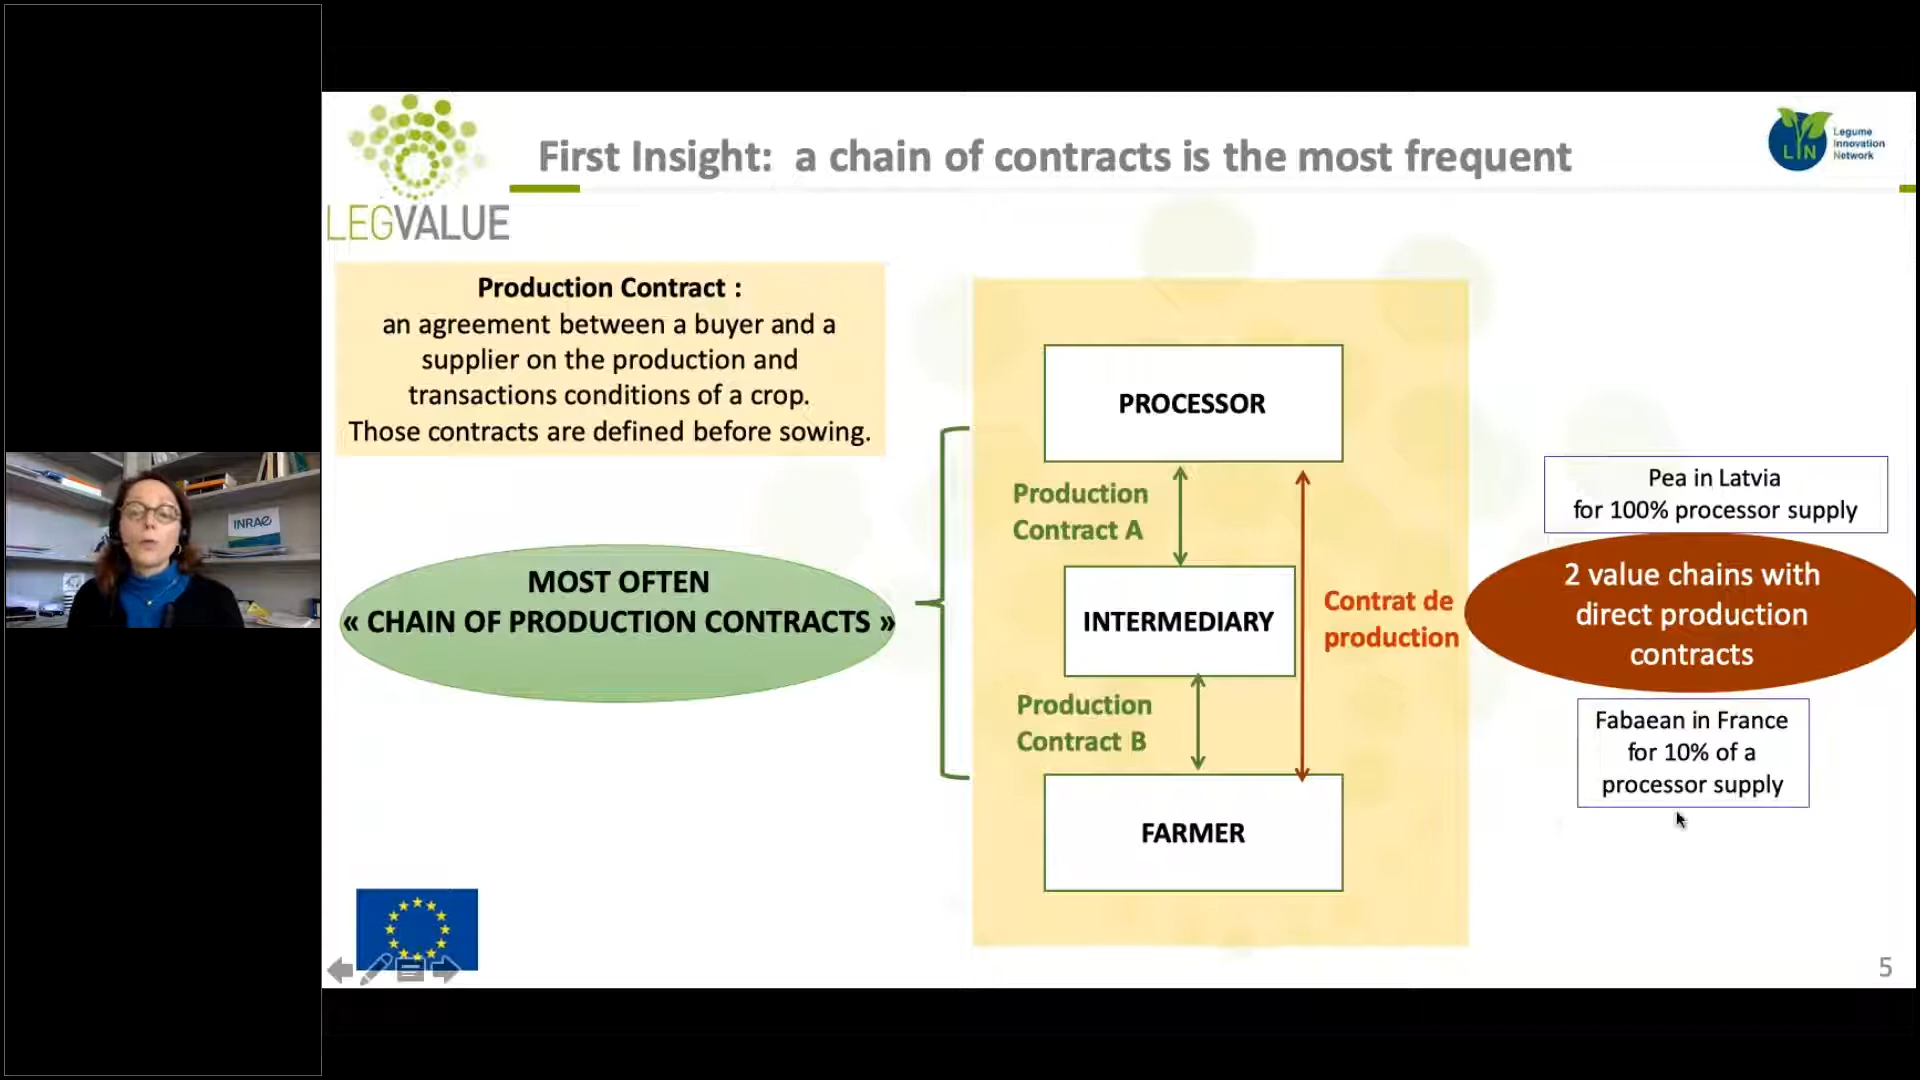 First Insight: a chain of contracts is the most frequent
LIN
Legume
Innovation
Network
LEGVALUE
Production Contract :
an agreement between a buyer and a
supplier on the production and
transactions conditions of a crop.
Those contracts are defined before sowing.
MOST OFTEN
« CHAIN OF PRODUCTION CONTRACTS »
PROCESSOR
Production
Contract A
INTERMEDIARY
Contrat de
production
Production
Contract B
FARMER
Pea in Latvia
for 100% processor supply
2 value chains with
direct production
contracts
Fabaean in France
for 10% of a
processor supply
INRAE
5